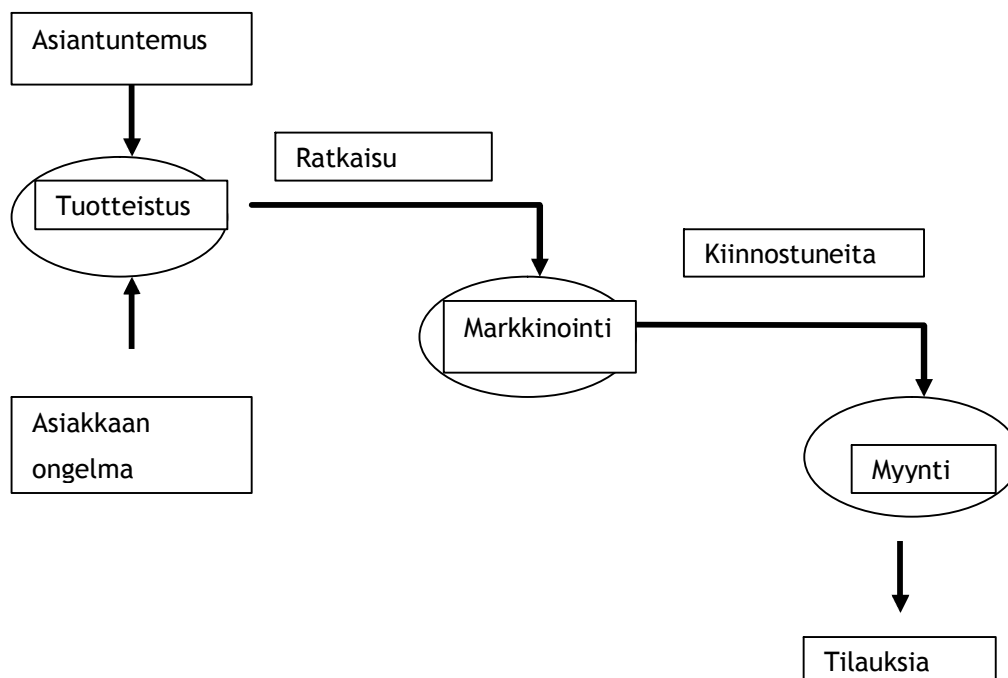 Asiantuntemus
Ratkaisu
Tuotteistus
Kiinnostuneita
Markkinointi
Asiakkaan
ongelma
Myynti
Tilauksia